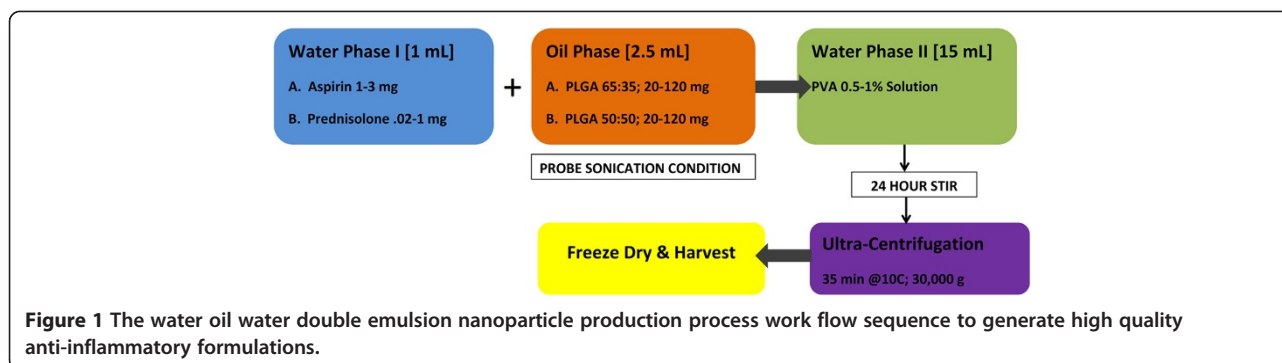 Water Phase I [1 mL]
A. Aspirin 1-3 mg
B. Prednisolone .02-1 mg
+
Oil Phase [2.5 mL]
A. PLGA 65:35; 20-120 mg
B. PLGA 50:50; 20-120 mg
PROBE SONICATION CONDITION
Water Phase II [15 mL]
PVA 0.5-1% Solution
24 HOUR STIR
Ultra-Centrifugation
35 min @10C; 30,000 g
Freeze Dry & Harvest
Figure 1 The water oil water double emulsion nanoparticle production process work flow sequence to generate high quality
anti-inflammatory formulations.